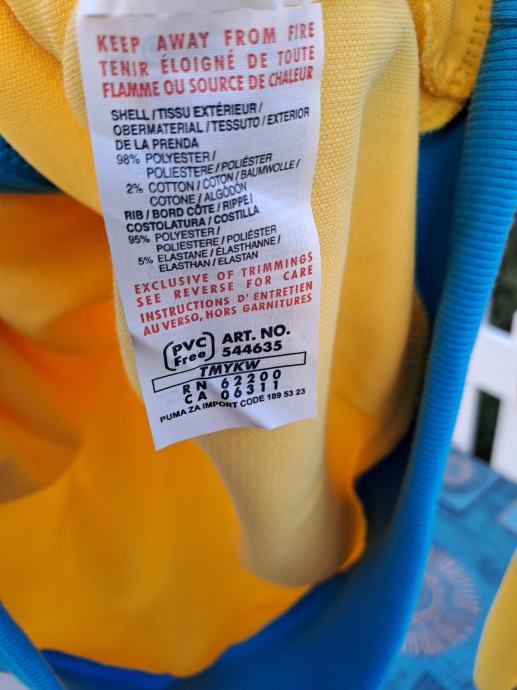 KEEP AWAY FROM FIRE
TENIR ÉLOIGNÉ DE TOUTE
FLAMME OU SOURCE DE CHALEUR
SHELL / TISSU EXTÉRIEUR /
OBERMATERIAL / TESSUTO / EXTERIOR
DE LA PRENDA
98% POLYESTER /
POLIESTERE / POLIÉSTER
2% COTTON / COTON / BAUMWOLLE /
COTONE / ALGODÓN
RIB / BORD CÔTE / RIPPE /
COSTOLATURA / COSTILLA
95% POLYESTER /
POLIESTERE / POLIÉSTER
5% ELASTANE / ÉLASTHANNE /
ELASTHAN / ELASTAN
EXCLUSIVE OF TRIMMINGS
SEE REVERSE FOR CARE
INSTRUCTIONS D'ENTRETIEN
AU VERSO, HORS GARNITURES
PVC Free ART. NO.
544635
TMYKW
RN 62200
CA 06311
PUMA ZA IMPORT CODE 189 53 23